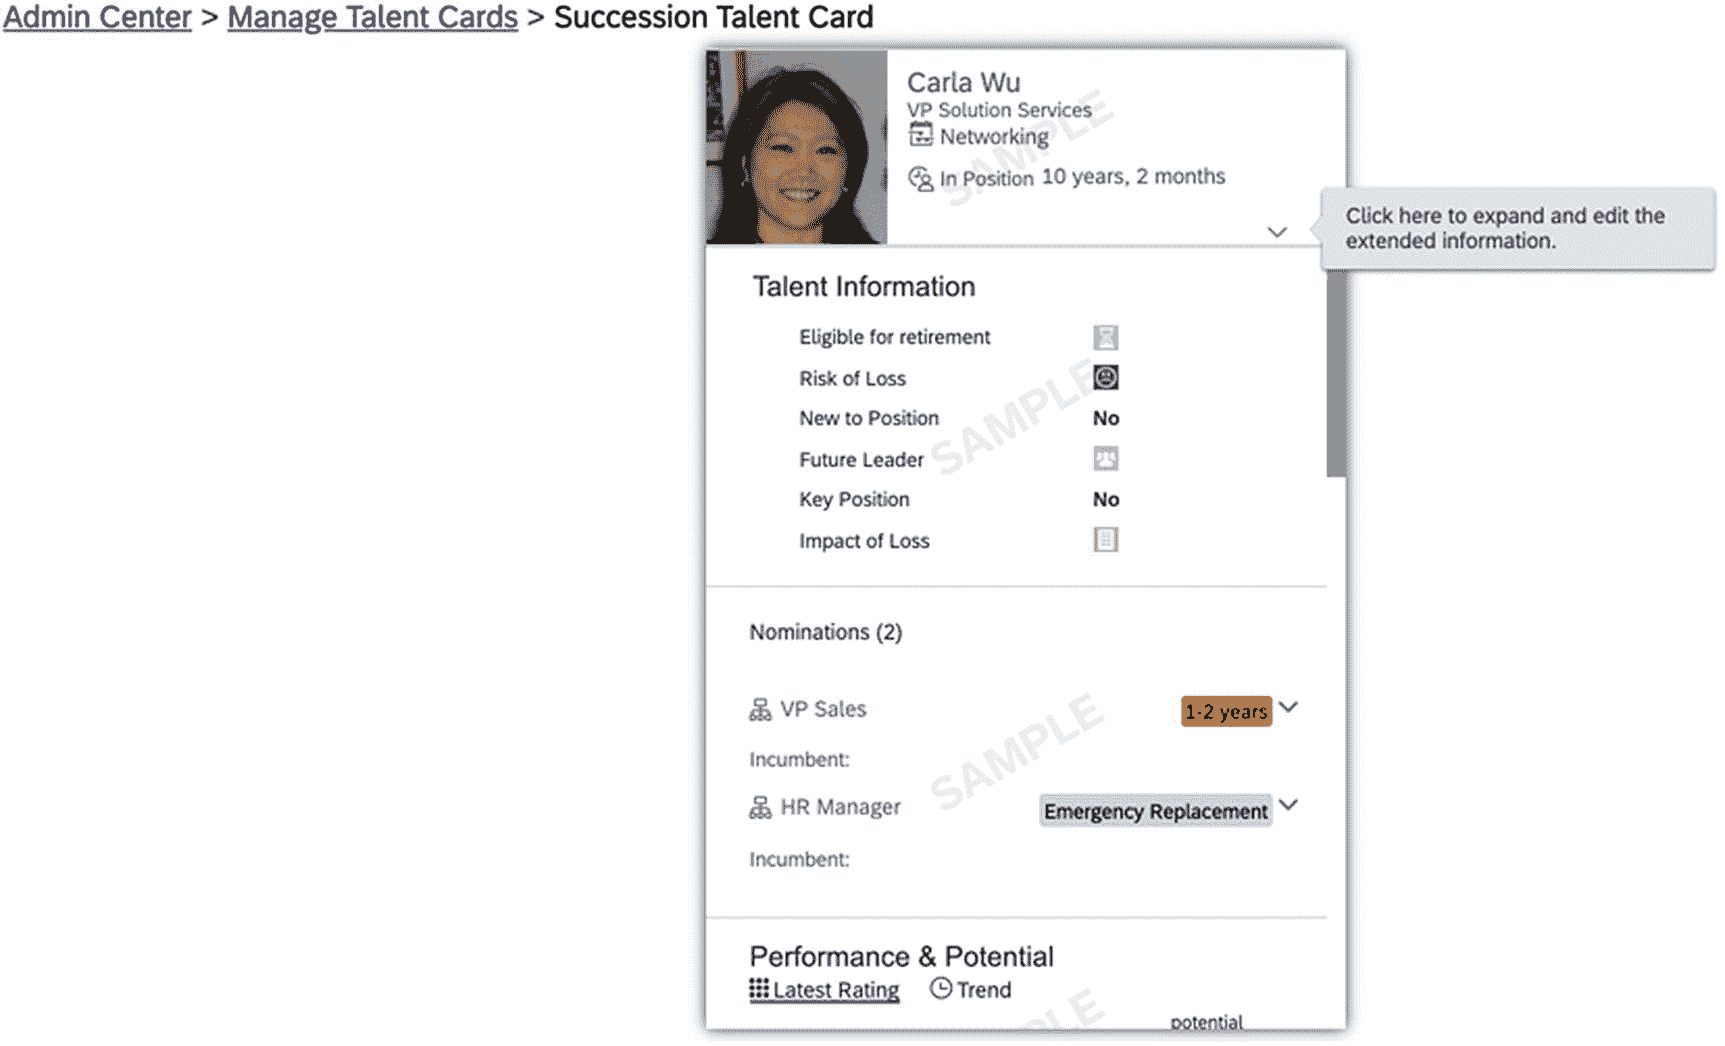 Admin Center > Manage Talent Cards > Succession Talent Card
Carla Wu
VP Solution Services
Networking
In Position 10 years, 2 months
SAMPLE
Click here to expand and edit the
extended information.
Talent Information
Eligible for retirement
Risk of Loss
New to Position No
Future Leader
Key Position No
Impact of Loss
SAMPLE
Nominations (2)
VP Sales 1-2 years
Incumbent:
SAMPLE
HR Manager Emergency Replacement
Incumbent:
Performance & Potential
Latest Rating Trend
PLE
potential